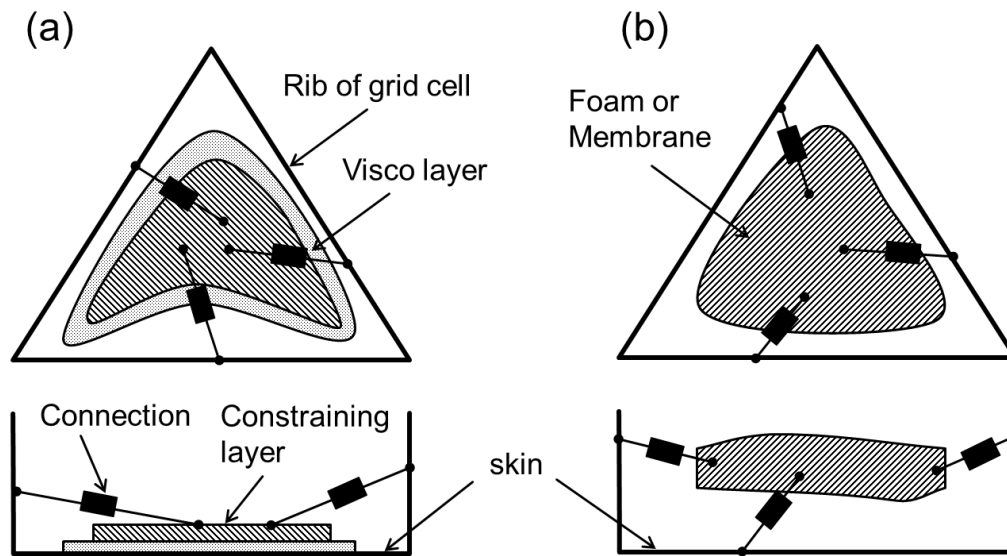 (a)
Rib of grid cell
Visco layer
Connection
Constraining
layer
(b)
Foam or
Membrane
skin